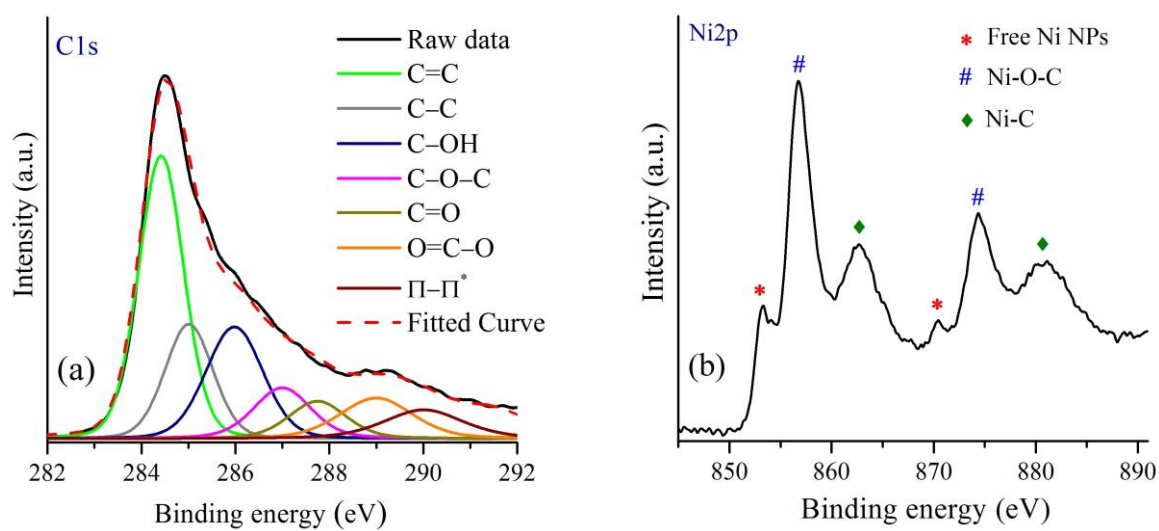 C1s
Raw data
C=C
C–C
C–OH
C–O–C
C=O
O=C–O
Π–Π*
Fitted Curve
(a)
Intensity (a.u.)
282 284 286 288 290 292
Binding energy (eV)
Ni2p
* Free Ni NPs
# Ni-O-C
♦ Ni-C
#
#
♦
♦
*
*
(b)
Intensity (a.u.)
850 860 870 880 890
Binding energy (eV)